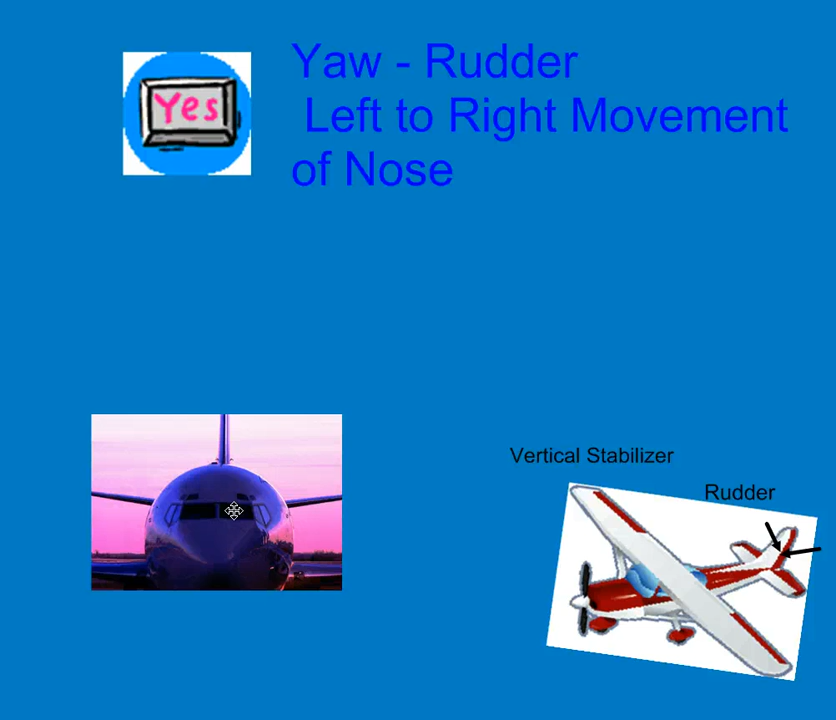 Yes
Yaw - Rudder
Left to Right Movement
of Nose
Vertical Stabilizer
Rudder